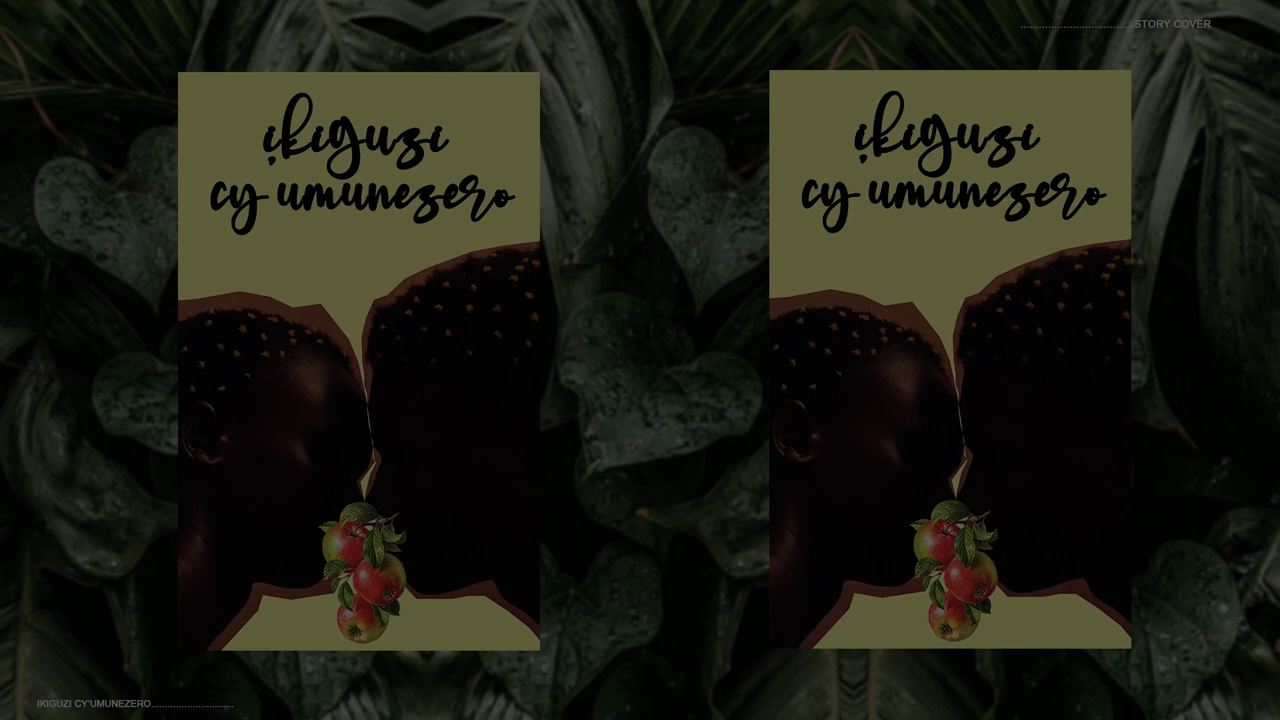 ..........................................STORY COVER
ikiguzi
cy umunezero
ikiguzi
cy umunezero
IKIGUZI CY'UMUNEZERO..............................